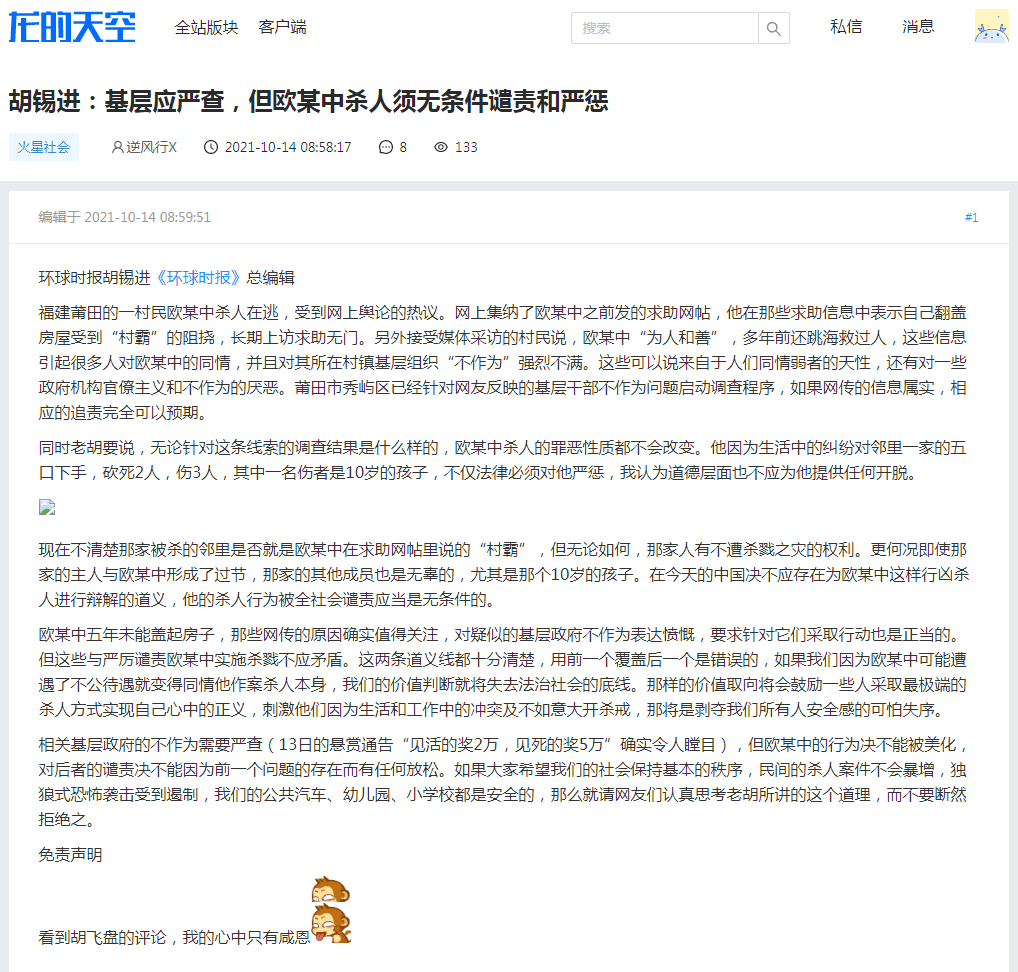 龙的天空 全站版块 客户端 搜索 私信 消息
胡锡进：基层应严查，但欧某中杀人须无条件谴责和严惩
火星社会 逆风行X 2021-10-14 08:58:17 8 133
编辑于 2021-10-14 08:59:51 #1
环球时报胡锡进《环球时报》总编辑
福建莆田的一村民欧某中杀人在逃，受到网上舆论的热议。网上集纳了欧某中之前发的求助网帖，他在那些求助信息中表示自己翻盖
房屋受到“村霸”的阻挠，长期上访求助无门。另外接受媒体采访的村民说，欧某中“为人和善”，多年前还跳海救过人，这些信息
引起很多人对欧某中的同情，并且对其所在村镇基层组织“不作为”强烈不满。这些可以说来自于人们同情弱者的天性，还有对一些
政府机构官僚主义和不作为的厌恶。莆田市秀屿区已经针对网友反映的基层干部不作为问题启动调查程序，如果网传的信息属实，相
应的追责完全可以预期。
同时老胡要说，无论针对这条线索的调查结果是什么样的，欧某中杀人的罪恶性质都不会改变。他因为生活中的纠纷对邻里一家的五
口下手，砍死2人，伤3人，其中一名伤者是10岁的孩子，不仅法律必须对他严惩，我认为道德层面也不应为他提供任何开脱。
现在不清楚那家被杀的邻里是否就是欧某中在求助网帖里说的“村霸”，但无论如何，那家人有不遭杀戮之灾的权利。更何况即使那
家的主人与欧某中形成了过节，那家的其他成员也是无辜的，尤其是那个10岁的孩子。在今天的中国决不应存在为欧某中这样行凶杀
人进行辩解的道义，他的杀人行为被全社会谴责应当是无条件的。
欧某中五年未能盖起房子，那些网传的原因确实值得关注，对疑似的基层政府不作为表达愤慨，要求针对它们采取行动也是正当的。
但这些与严厉谴责欧某中实施杀戮不应矛盾。这两条道义线都十分清楚，用前一个覆盖后一个是错误的，如果我们因为欧某中可能遭
遇了不公待遇就变得同情他作案杀人本身，我们的价值判断就将失去法治社会的底线。那样的价值取向将会鼓励一些人采取最极端的
杀人方式实现自己心中的正义，刺激他们因为生活和工作中的冲突及不如意大开杀戒，那将是剥夺我们所有人安全感的可怕失序。
相关基层政府的不作为需要严查（13日的悬赏通告“见活的奖2万，见死的奖5万”确实令人瞠目），但欧某中的行为决不能被美化，
对后者的谴责决不能因为前一个问题的存在而有任何放松。如果大家希望我们的社会保持基本的秩序，民间的杀人案件不会暴增，独
狼式恐怖袭击受到遏制，我们的公共汽车、幼儿园、小学校都是安全的，那么就请网友们认真思考老胡所讲的这个道理，而不要断然
拒绝之。
免责声明
看到胡飞盘的评论，我的心中只有咸恩